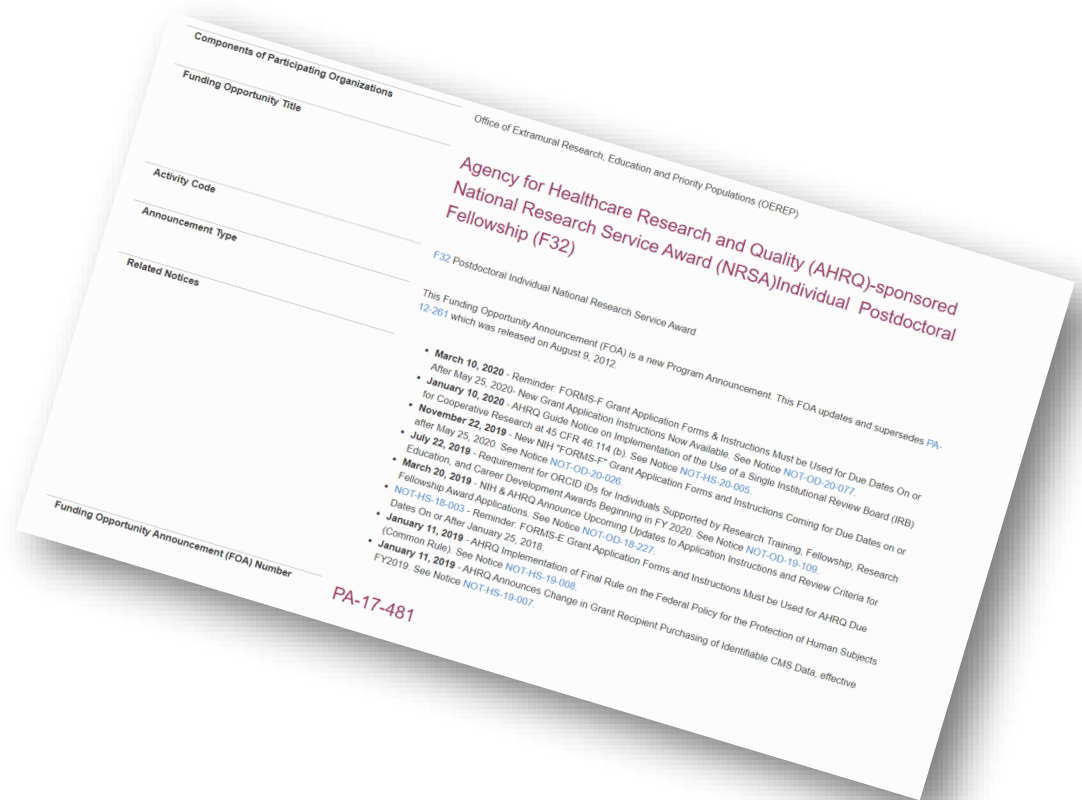 Components of Participating Organizations
Office of Extramural Research, Education and Priority Populations (OEREP)
Funding Opportunity Title
Agency for Healthcare Research and Quality (AHRQ)-sponsored
National Research Service Award (NRSA)Individual Postdoctoral
Fellowship (F32)
Activity Code
F32 Postdoctoral Individual National Research Service Award
Announcement Type
This Funding Opportunity Announcement (FOA) is a new Program Announcement. This FOA updates and supersedes PA-
12-261 which was released on August 9, 2012.
Related Notices
• March 10, 2020 - Reminder: FORMS-F Grant Application Forms & Instructions Must be Used for Due Dates On or
After May 25, 2020- New Grant Application Instructions Now Available. See Notice NOT-OD-20-077.
• January 10, 2020 - AHRQ Guide Notice on Implementation of the Use of a Single Institutional Review Board (IRB)
for Cooperative Research at 45 CFR 46.114 (b). See Notice NOT-HS-20-005.
• November 22, 2019 - New NIH "FORMS-F" Grant Application Forms and Instructions Coming for Due Dates on or
after May 25, 2020. See Notice NOT-OD-20-026.
• July 22, 2019 - Requirement for ORCID iDs for Individuals Supported by Research Training, Fellowship, Research
Education, and Career Development Awards Beginning in FY 2020. See Notice NOT-OD-19-109.
• March 20, 2019 - NIH & AHRQ Announce Upcoming Updates to Application Instructions and Review Criteria for
Fellowship Award Applications. See Notice NOT-OD-18-227.
• NOT-HS-18-003 - Reminder: FORMS-E Grant Application Forms and Instructions Must be Used for AHRQ Due
Dates On or After January 25, 2018.
• January 11, 2019 - AHRQ Implementation of Final Rule on the Federal Policy for the Protection of Human Subjects
(Common Rule). See Notice NOT-HS-19-008.
• January 11, 2019 - AHRQ Announces Change in Grant Recipient Purchasing of Identifiable CMS Data, effective
FY2019. See Notice NOT-HS-19-007.
Funding Opportunity Announcement (FOA) Number
PA-17-481